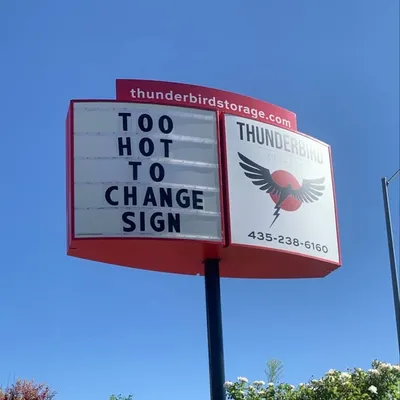 thunderbirdstorage.com
TOO
HOT
TO
CHANGE
SIGN
THUNDERBIRD
435-238-6160